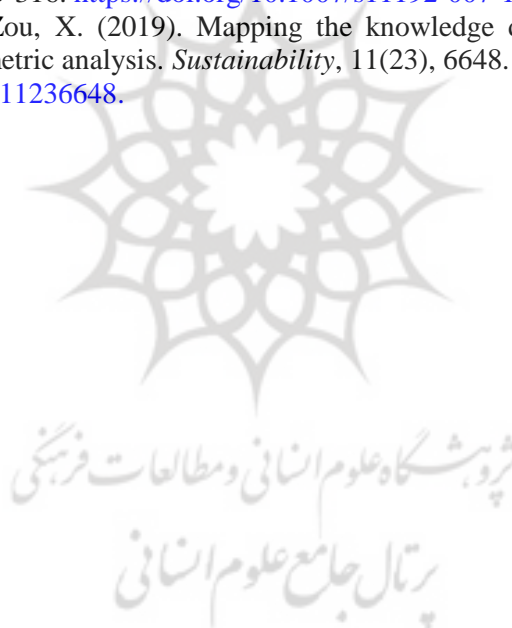 318. https://doi.org/10.1007/s11192-007-1
Zou, X. (2019). Mapping the knowledge
metric analysis. Sustainability, 11(23), 6648.
11236648.
پژوهشگاه علوم انسانی و مطالعات فرهنگی
پرتال جامع علوم انسانی